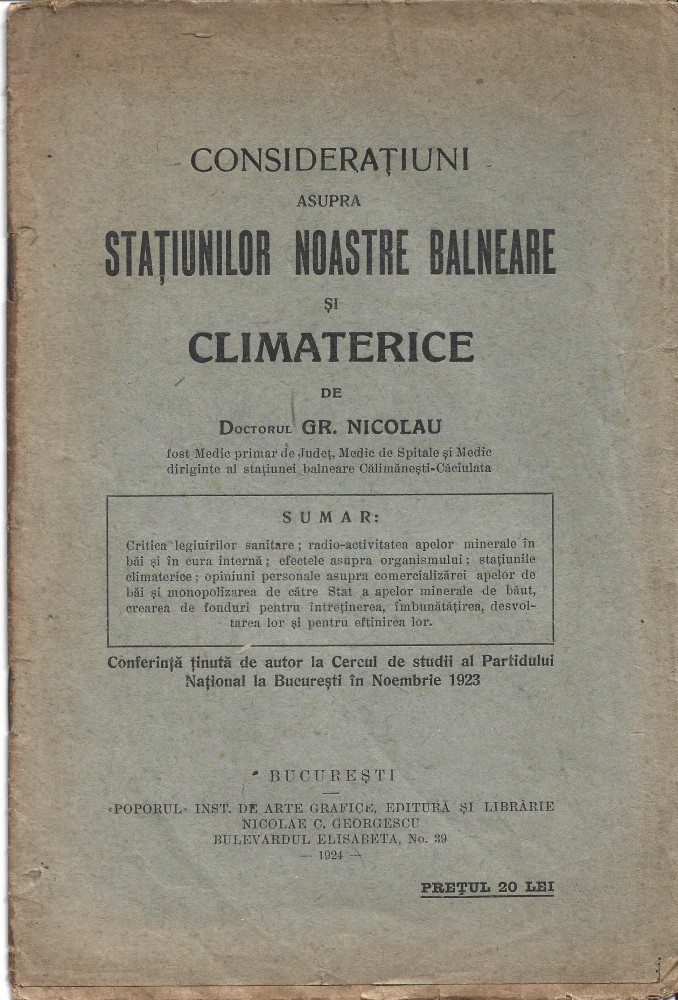 CONSIDERAȚIUNI
ASUPRA
STAȚIUNILOR NOASTRE BALNEARE
ȘI
CLIMATERICE
DE
DOCTORUL GR. NICOLAU
fost Medic primar de Județ, Medic de Spitale și Medic
diriginte al stațiunei balneare Călimănești-Căciulata
SUMAR:
Critica legiuirilor sanitare ; radio-activitatea apelor minerale în
băi și în cura internă ; efectele asupra organismului ; stațiunile
climaterice ; opiniuni personale asupra comercializărei apelor de
băi și monopolizarea de către Stat a apelor minerale de băut,
crearea de fonduri pentru întreținerea, îmbunătățirea, desvol-
tarea lor și pentru eftinirea lor.
Conferință ținută de autor la Cercul de studii al Partidului
Național la București în Noembrie 1923
BUCUREȘTI
«POPORUL» INST. DE ARTE GRAFICE, EDITURĂ ȘI LIBRĂRIE
NICOLAE C. GEORGESCU
BULEVARDUL ELISABETA, No. 39
— 1924 —
PREȚUL 20 LEI